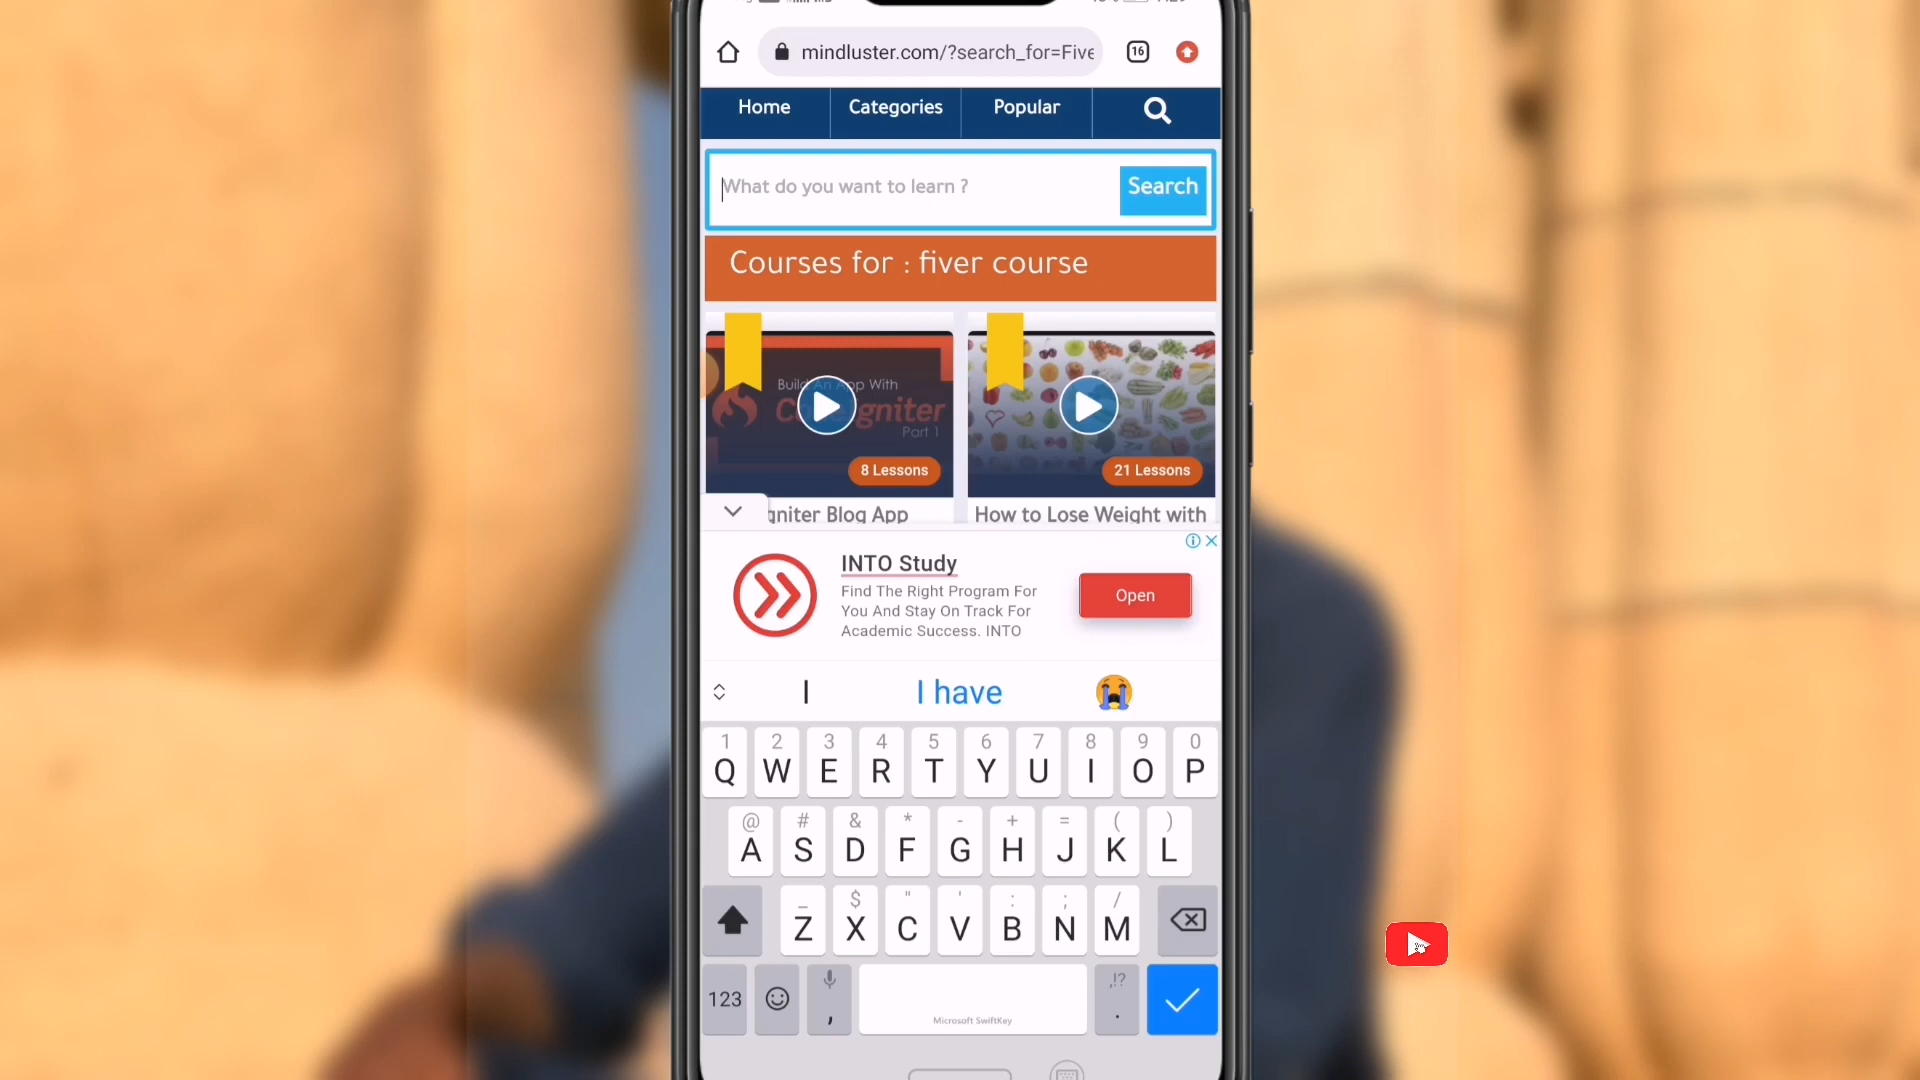 mindluster.com/?search_for=Five
16
Home Categories Popular
What do you want to learn ?
Search
Courses for : fiver course
Build An App With
Part 1
8 Lessons
21 Lessons
gniter Blog App
How to Lose Weight with
INTO Study
Find The Right Program For
You And Stay On Track For
Academic Success. INTO
Open
I
I have
1 2 3 4 5 6 7 8 9 0
Q W E R T Y U I O P
@ # & * - + = ( )
A S D F G H J K L
_ $ " ' : ; /
Z X C V B N M
,!?
123 , .
Microsoft SwiftKey